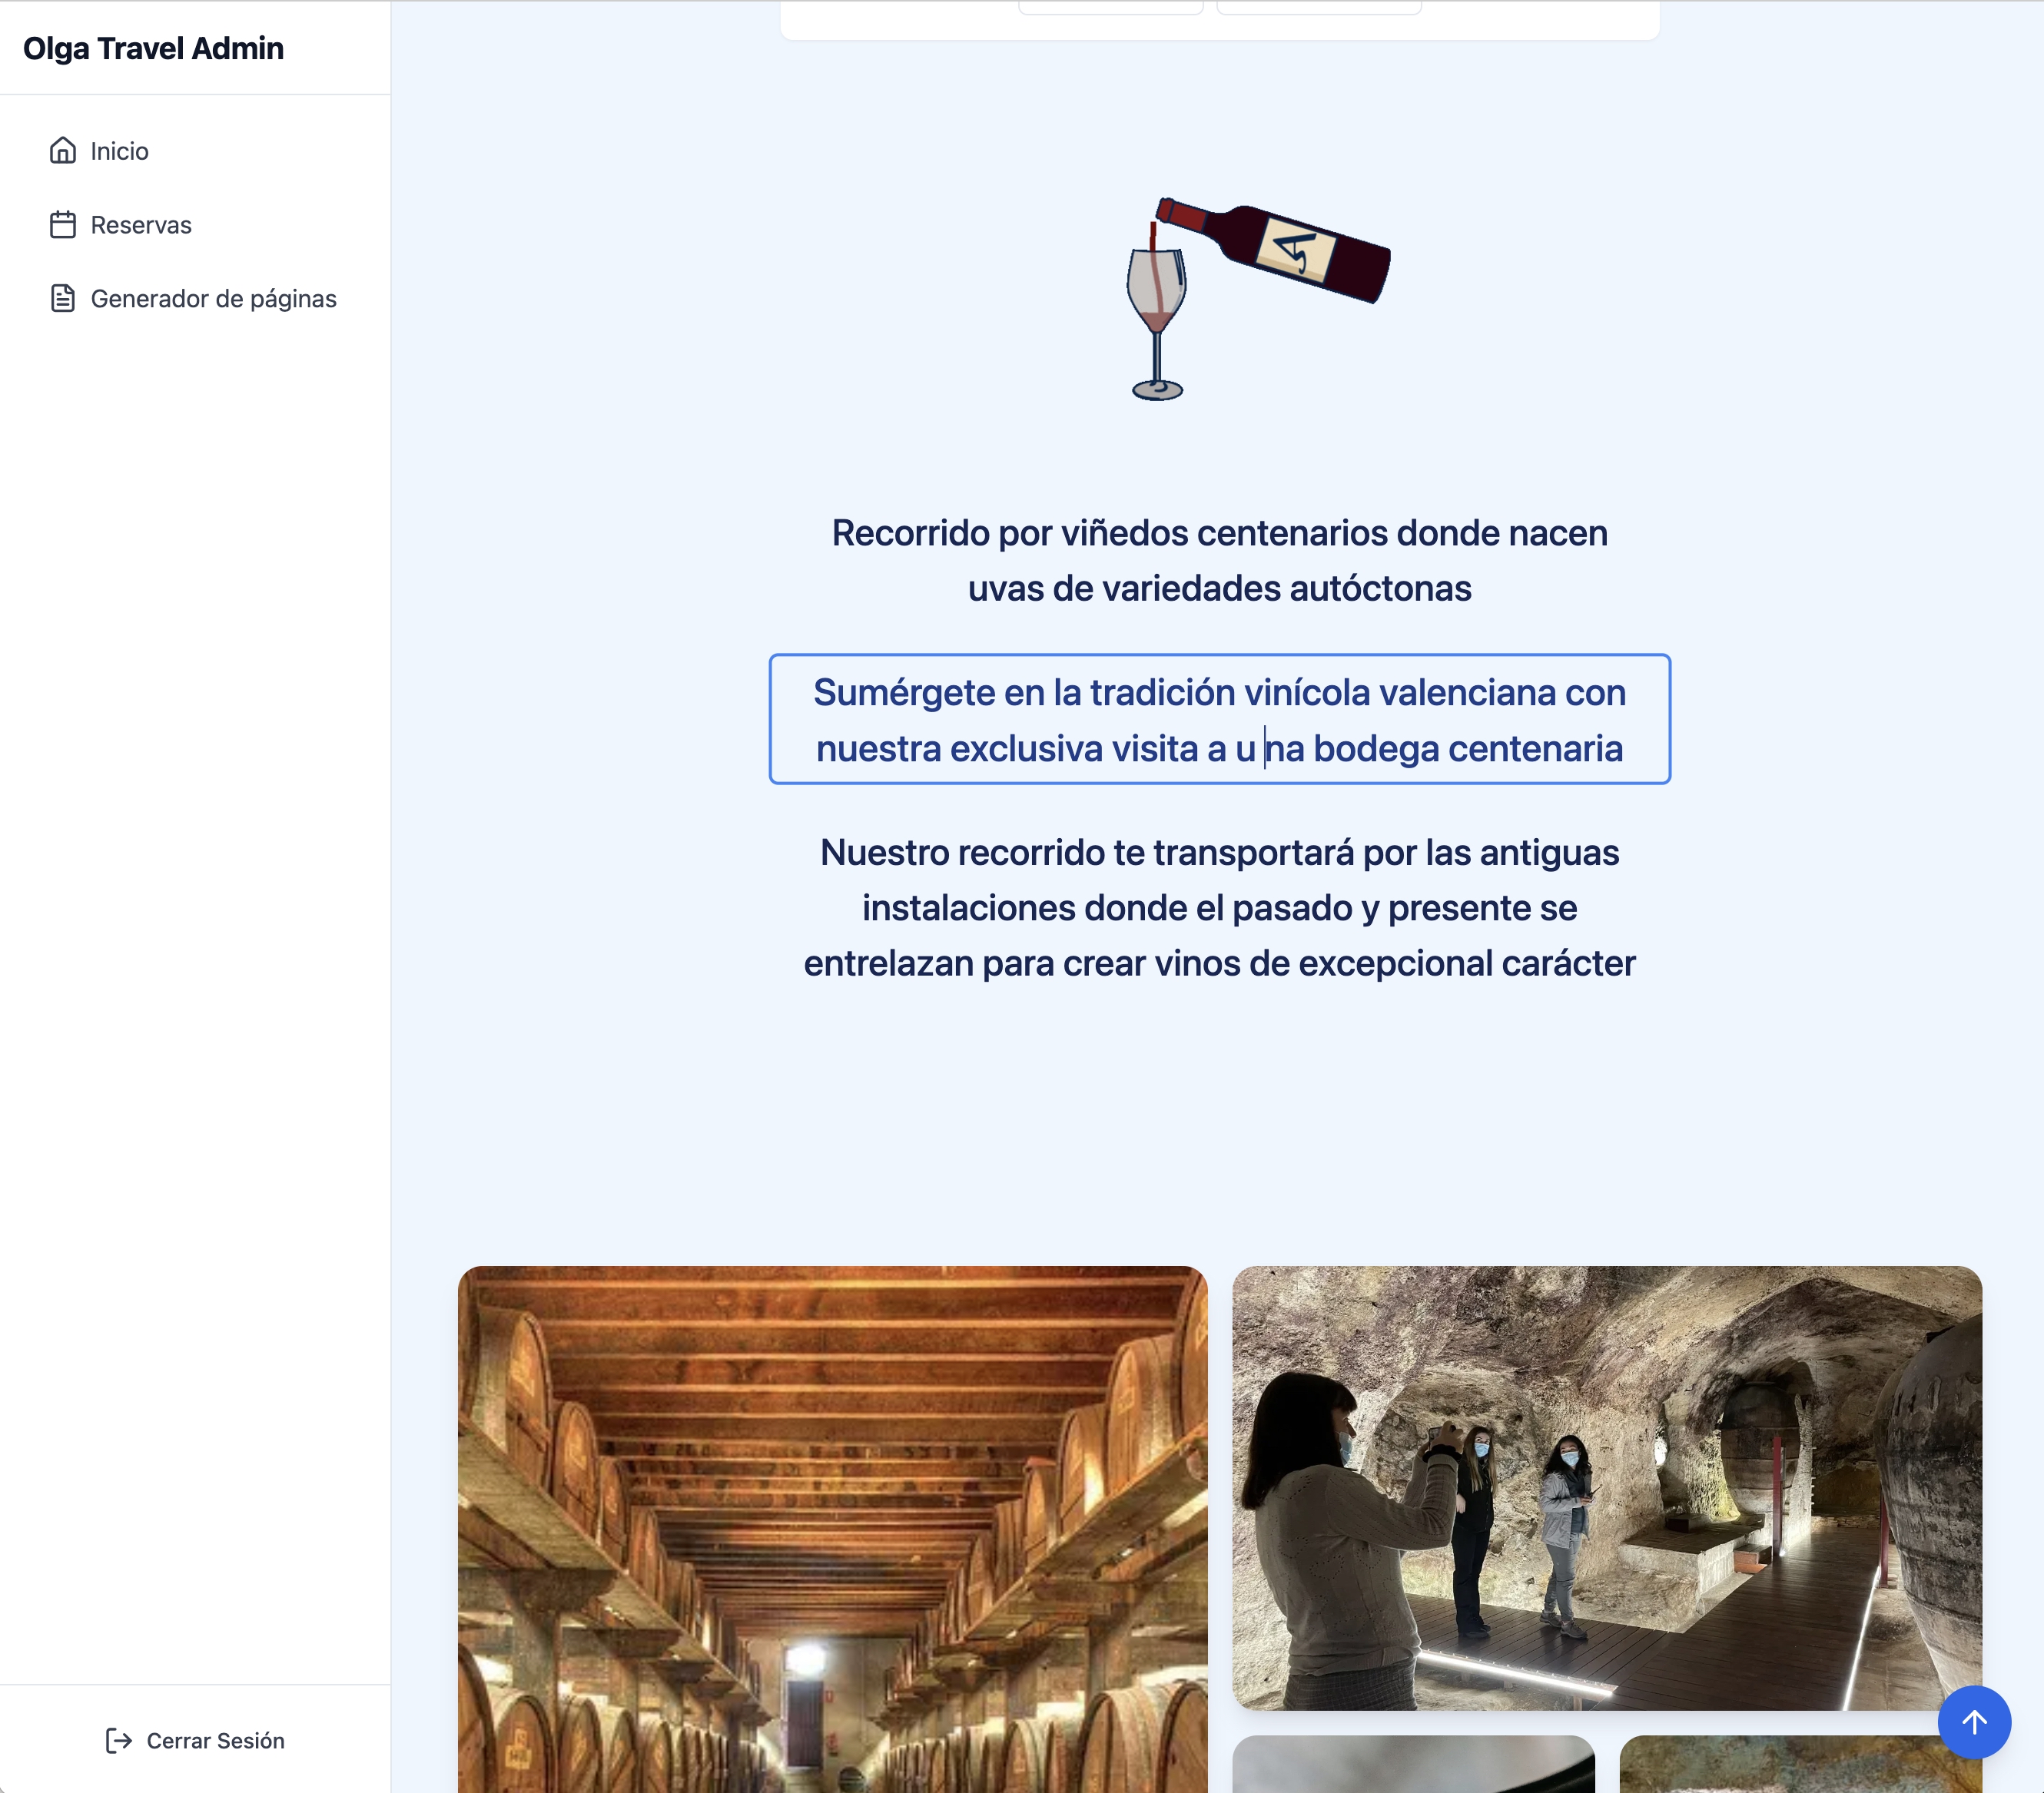 Olga Travel Admin
Inicio
Reservas
Generador de páginas
Recorrido por viñedos centenarios donde nacen
uvas de variedades autóctonas
Sumérgete en la tradición vinícola valenciana con
nuestra exclusiva visita a u na bodega centenaria
Nuestro recorrido te transportará por las antiguas
instalaciones donde el pasado y presente se
entrelazan para crear vinos de excepcional carácter
Cerrar Sesión